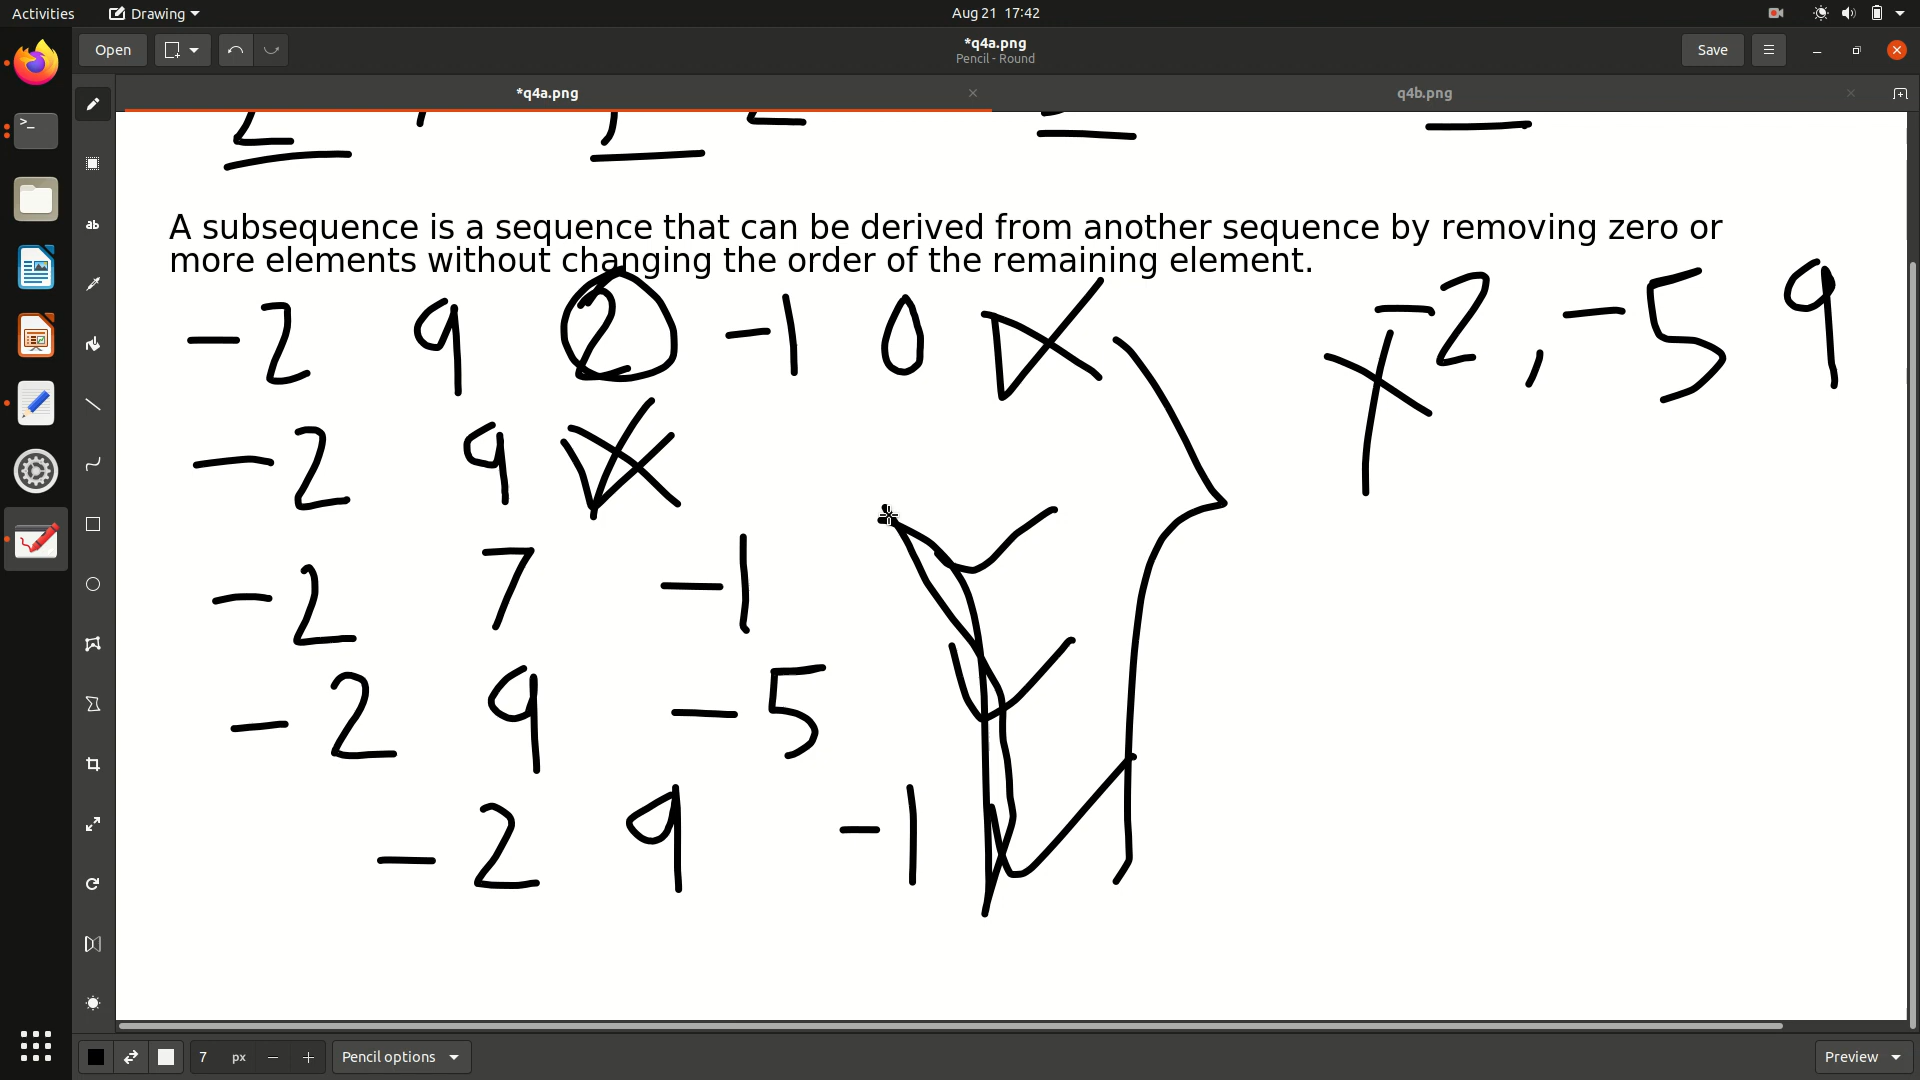 Activities Drawing Aug 21 17:42
Open *q4a.png Save
Pencil - Round
*q4a.png q4b.png
A subsequence is a sequence that can be derived from another sequence by removing zero or
more elements without changing the order of the remaining element.
-2 9 2 -1 0
-2 , -5 9
-2 9
-2 7 -1
-2 9 -5
-2 9 -1
7 px - + Pencil options Preview